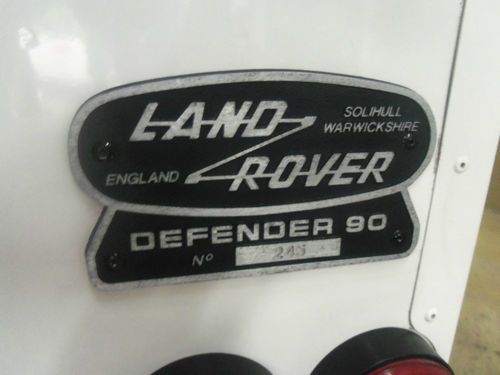 LAND
ROVER
SOLIHULL
WARWICKSHIRE
ENGLAND
DEFENDER 90
Nº